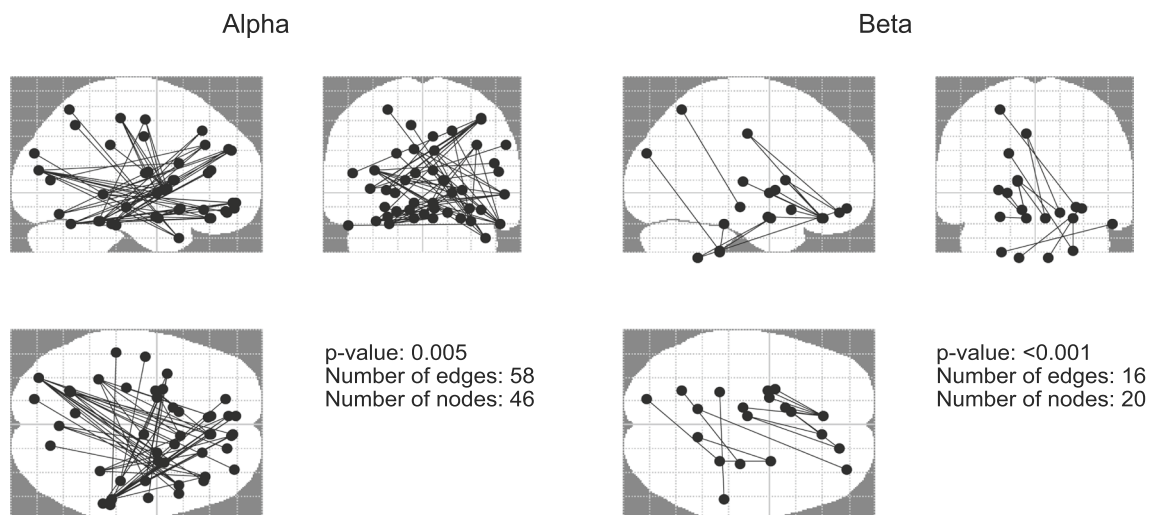 Alpha
Beta
p-value: 0.005
Number of edges: 58
Number of nodes: 46
p-value: <0.001
Number of edges: 16
Number of nodes: 20